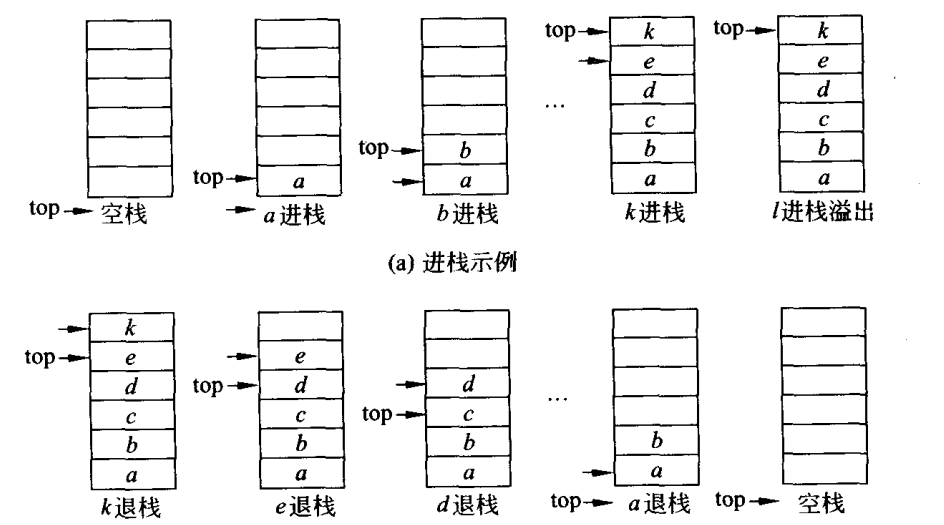 top k top k
e e
d d
… c c
top b b b
top a a a a
top 空栈 a进栈 b进栈 k进栈 l进栈溢出
(a) 进栈示例
k
top e e
d top d d
c c top c …
b b b b
a a a a
k退栈 e退栈 d退栈 top a退栈 top 空栈